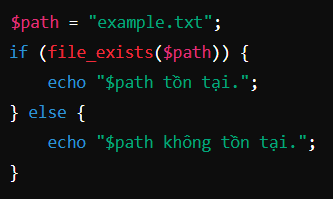 $path = "example.txt";
if (file_exists($path)) {
    echo "$path tồn tại.";
} else {
    echo "$path không tồn tại.";
}